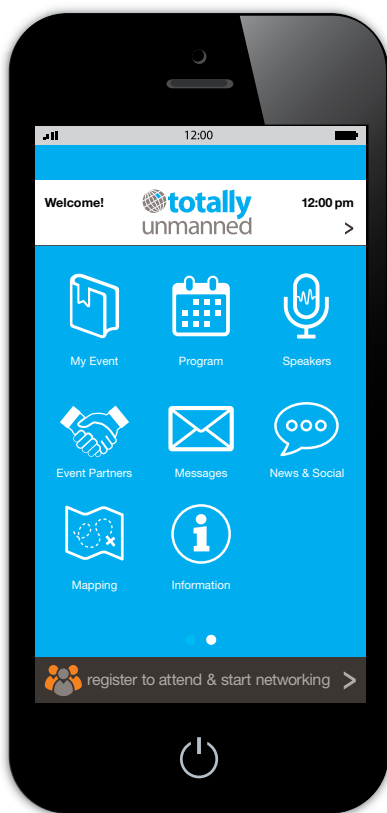 12:00
Welcome!
totally
unmanned
12:00 pm
>
My Event
Program
Speakers
Event Partners
Messages
News & Social
Mapping
Information
register to attend & start networking >